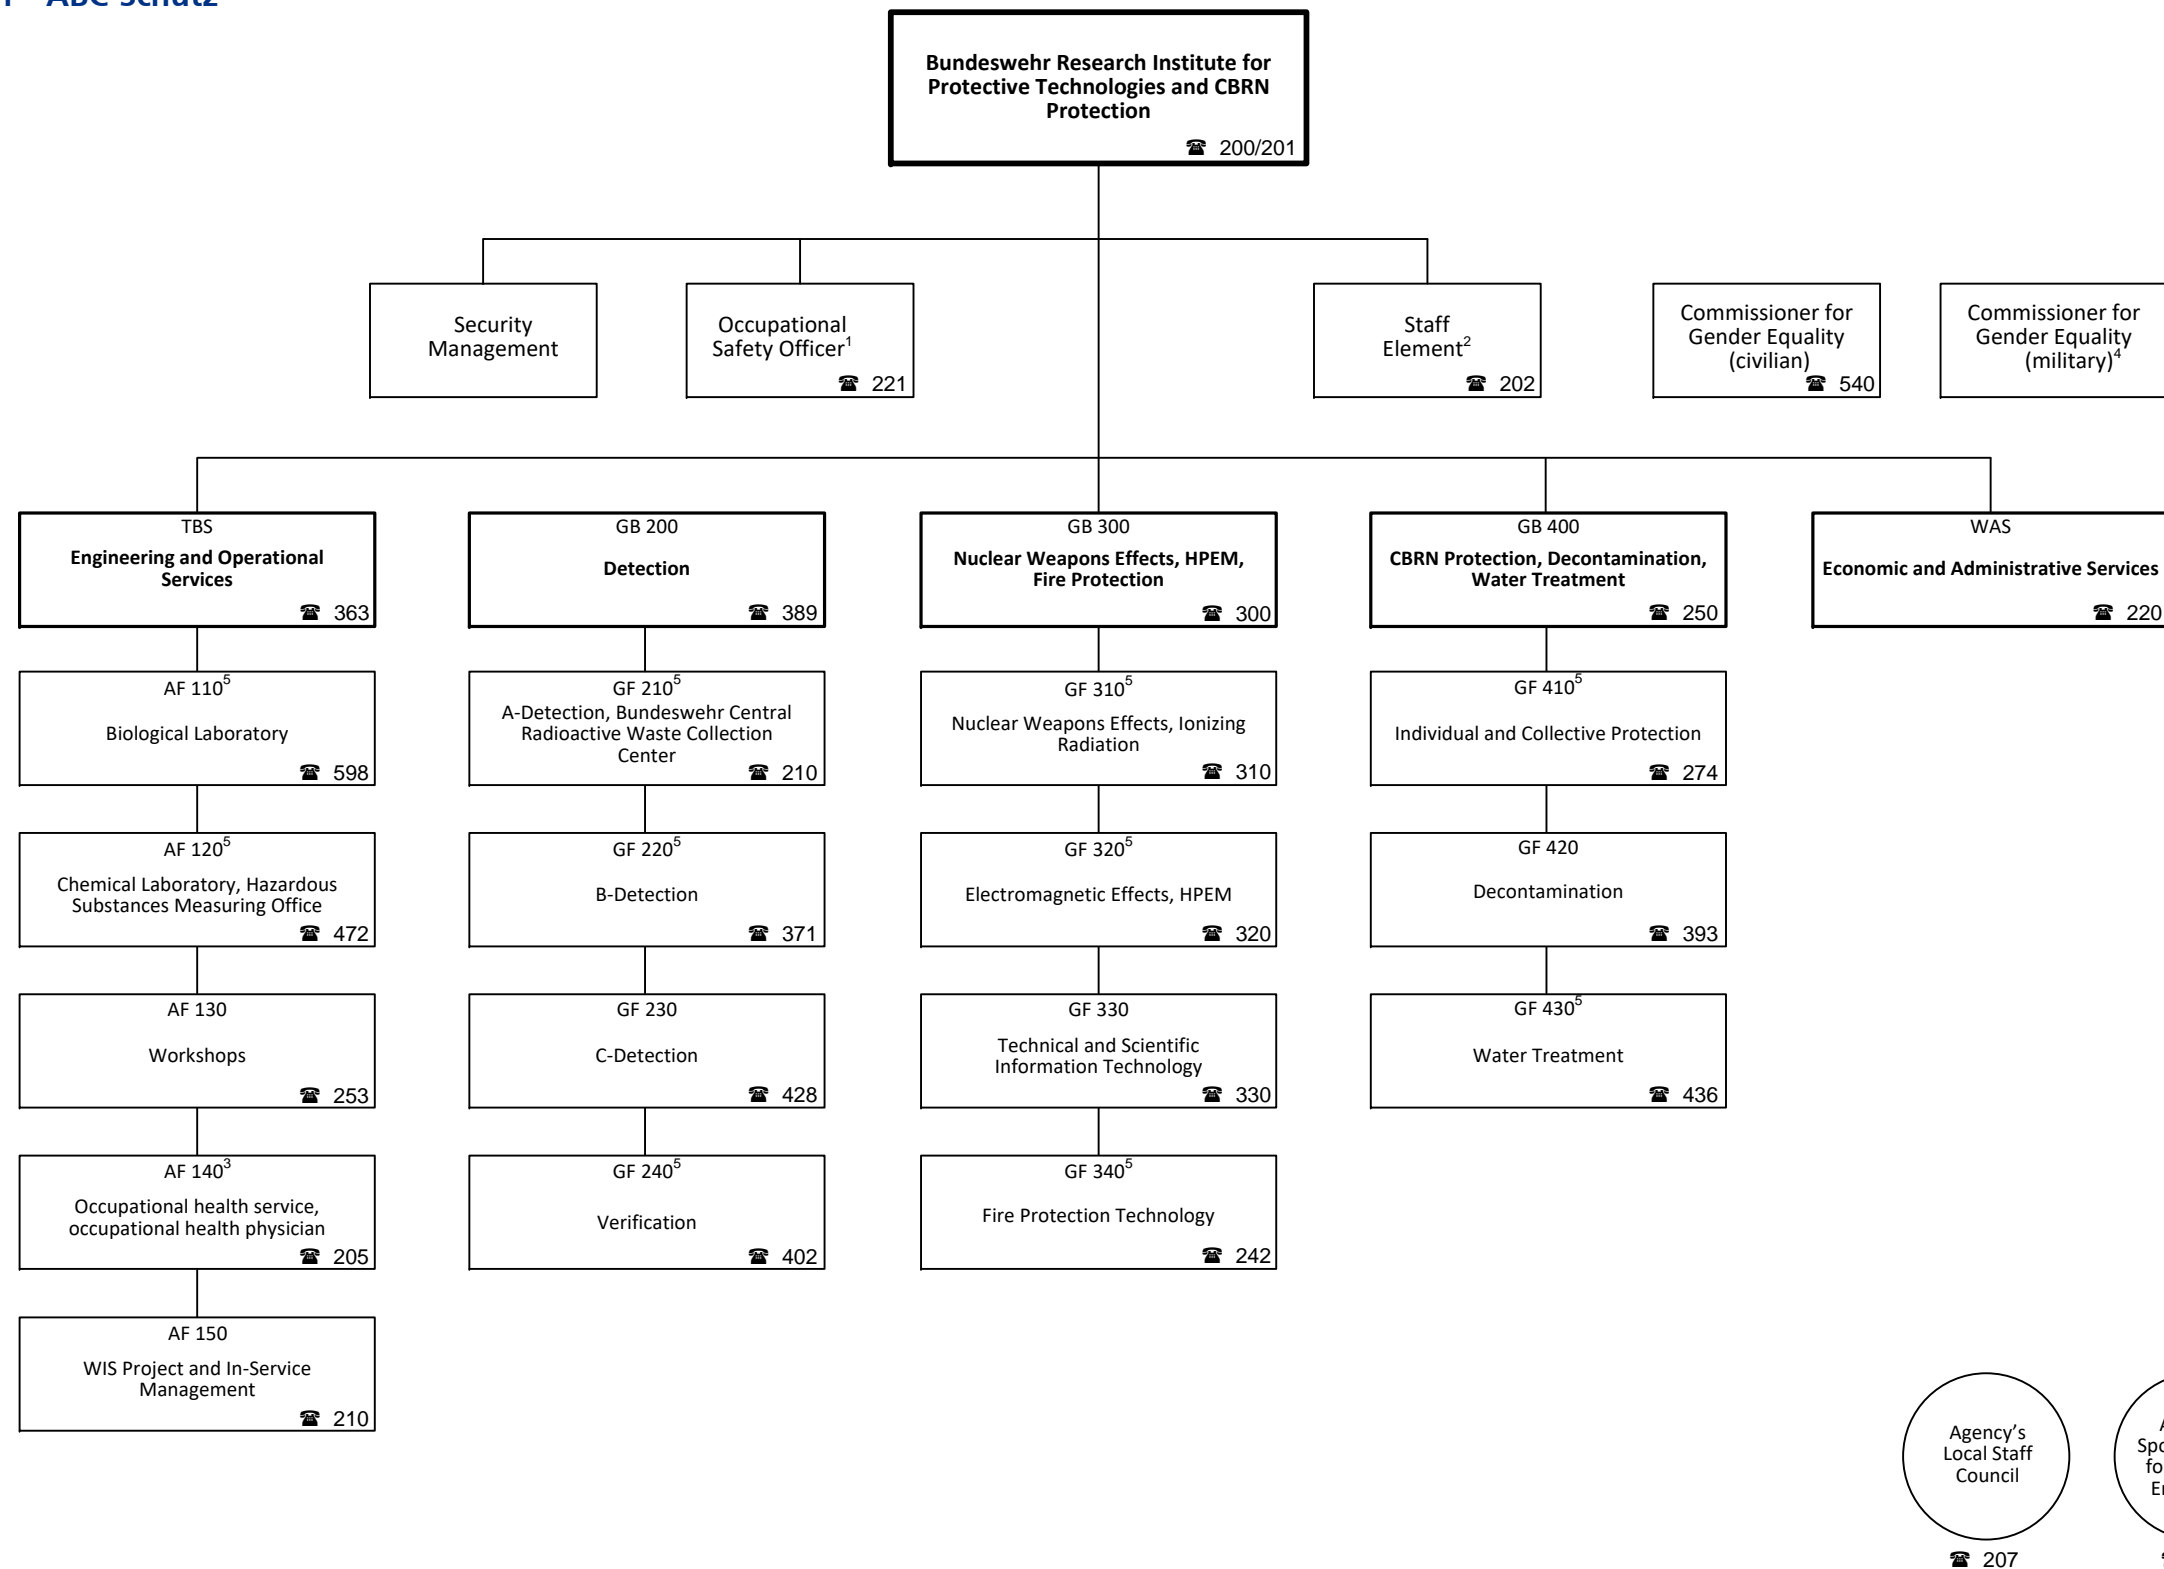 ABC-Schutz
Bundeswehr Research Institute for
Protective Technologies and CBRN
Protection
☎ 200/201
Security
Management
Occupational
Safety Officer¹
☎ 221
Staff
Element²
☎ 202
Commissioner for
Gender Equality
(civilian)
☎ 540
Commissioner for
Gender Equality
(military)⁴
TBS
Engineering and Operational
Services
☎ 363
GB 200
Detection
☎ 389
GB 300
Nuclear Weapons Effects, HPEM,
Fire Protection
☎ 300
GB 400
CBRN Protection, Decontamination,
Water Treatment
☎ 250
WAS
Economic and Administrative Services
☎ 220
AF 110⁵
Biological Laboratory
☎ 598
GF 210⁵
A-Detection, Bundeswehr Central
Radioactive Waste Collection
Center
☎ 210
GF 310⁵
Nuclear Weapons Effects, Ionizing
Radiation
☎ 310
GF 410⁵
Individual and Collective Protection
☎ 274
AF 120⁵
Chemical Laboratory, Hazardous
Substances Measuring Office
☎ 472
GF 220⁵
B-Detection
☎ 371
GF 320⁵
Electromagnetic Effects, HPEM
☎ 320
GF 420
Decontamination
☎ 393
AF 130
Workshops
☎ 253
GF 230
C-Detection
☎ 428
GF 330
Technical and Scientific
Information Technology
☎ 330
GF 430⁵
Water Treatment
☎ 436
AF 140³
Occupational health service,
occupational health physician
☎ 205
GF 240⁵
Verification
☎ 402
GF 340⁵
Fire Protection Technology
☎ 242
AF 150
WIS Project and In-Service
Management
☎ 210
Agency's
Local Staff
Council
☎ 207